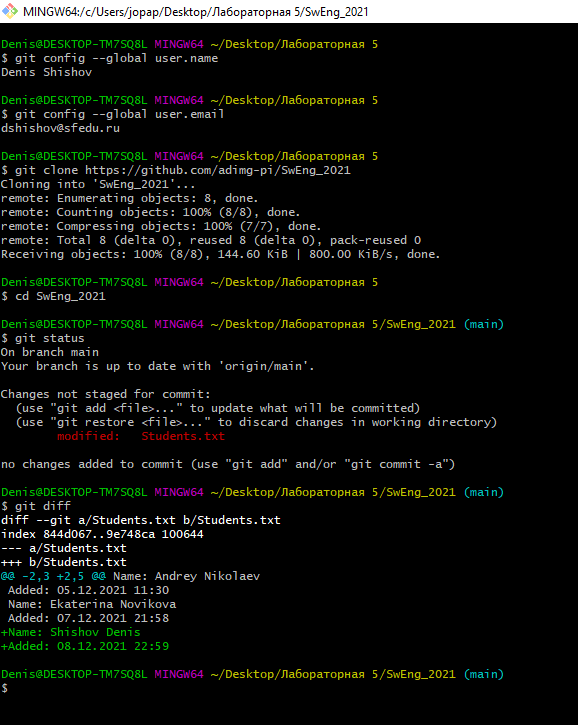 MINGW64:/c/Users/jopap/Desktop/Лабораторная 5/SwEng_2021
Denis@DESKTOP-TM7SQ8L MINGW64 ~/Desktop/Лабораторная 5
$ git config --global user.name
Denis Shishov
Denis@DESKTOP-TM7SQ8L MINGW64 ~/Desktop/Лабораторная 5
$ git config --global user.email
dshishov@sfedu.ru
Denis@DESKTOP-TM7SQ8L MINGW64 ~/Desktop/Лабораторная 5
$ git clone https://github.com/adimg-pi/SwEng_2021
Cloning into 'SwEng_2021'...
remote: Enumerating objects: 8, done.
remote: Counting objects: 100% (8/8), done.
remote: Compressing objects: 100% (7/7), done.
remote: Total 8 (delta 0), reused 8 (delta 0), pack-reused 0
Receiving objects: 100% (8/8), 144.60 KiB | 800.00 KiB/s, done.
Denis@DESKTOP-TM7SQ8L MINGW64 ~/Desktop/Лабораторная 5
$ cd SwEng_2021
Denis@DESKTOP-TM7SQ8L MINGW64 ~/Desktop/Лабораторная 5/SwEng_2021 (main)
$ git status
On branch main
Your branch is up to date with 'origin/main'.
Changes not staged for commit:
(use "git add <file>..." to update what will be committed)
(use "git restore <file>..." to discard changes in working directory)
modified: Students.txt
no changes added to commit (use "git add" and/or "git commit -a")
Denis@DESKTOP-TM7SQ8L MINGW64 ~/Desktop/Лабораторная 5/SwEng_2021 (main)
$ git diff
diff --git a/Students.txt b/Students.txt
index 844d067..9e748ca 100644
--- a/Students.txt
+++ b/Students.txt
@@ -2,3 +2,5 @@ Name: Andrey Nikolaev
Added: 05.12.2021 11:30
Name: Ekaterina Novikova
Added: 07.12.2021 21:58
+Name: Shishov Denis
+Added: 08.12.2021 22:59
Denis@DESKTOP-TM7SQ8L MINGW64 ~/Desktop/Лабораторная 5/SwEng_2021 (main)
$